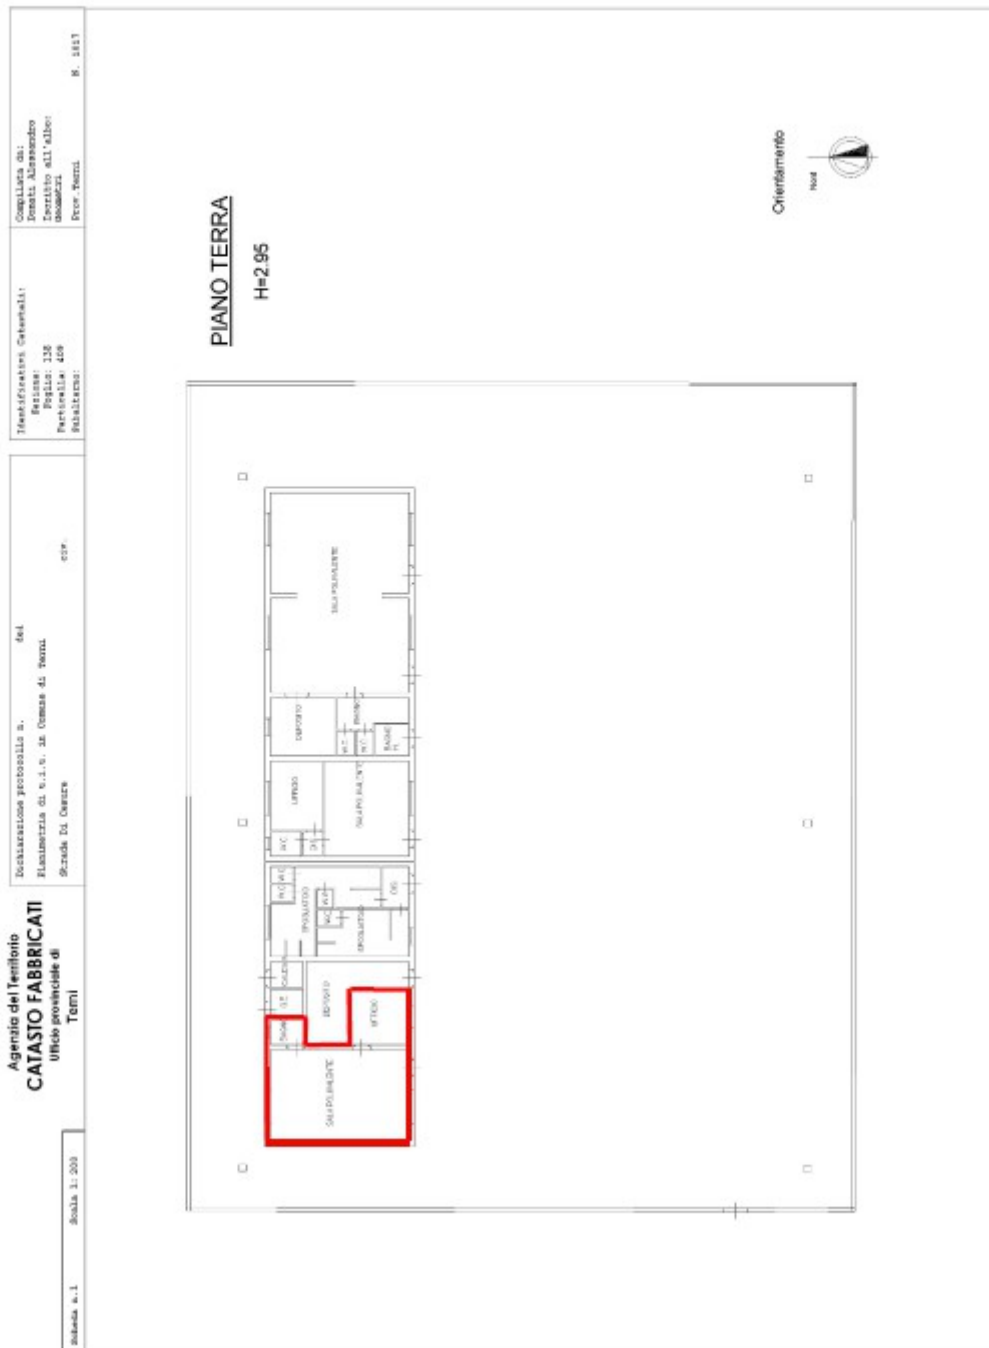 Agenzia del Territorio
CATASTO FABBRICATI
Ufficio provinciale di
Terni
Dichiarazione protocollo n. del
Planimetria di u.i.u. in Comune di Terni
Strada Di Cesure civ.
Identificativi Catastali:
Sezione:
Foglio: 138
Particella: 409
Subalterno:
Compilata da:
Donati Alessandro
Iscritto all'albo:
Geometri
Prov. Terni N. 1817
Scheda n.1 Scala 1:200
PIANO TERRA
H=2.95
Orientamento
Nord
SALA POLIVALENTE
DEPOSITO
BAGNO
W.C.
W.C.
UFFICIO
SALA POLIVALENTE
W.C.
W.C.
W.C.
SPOGLIATOIO
W.C.
SPOGLIATOIO
DEPOSITO
UFFICIO
SALA POLIVALENTE